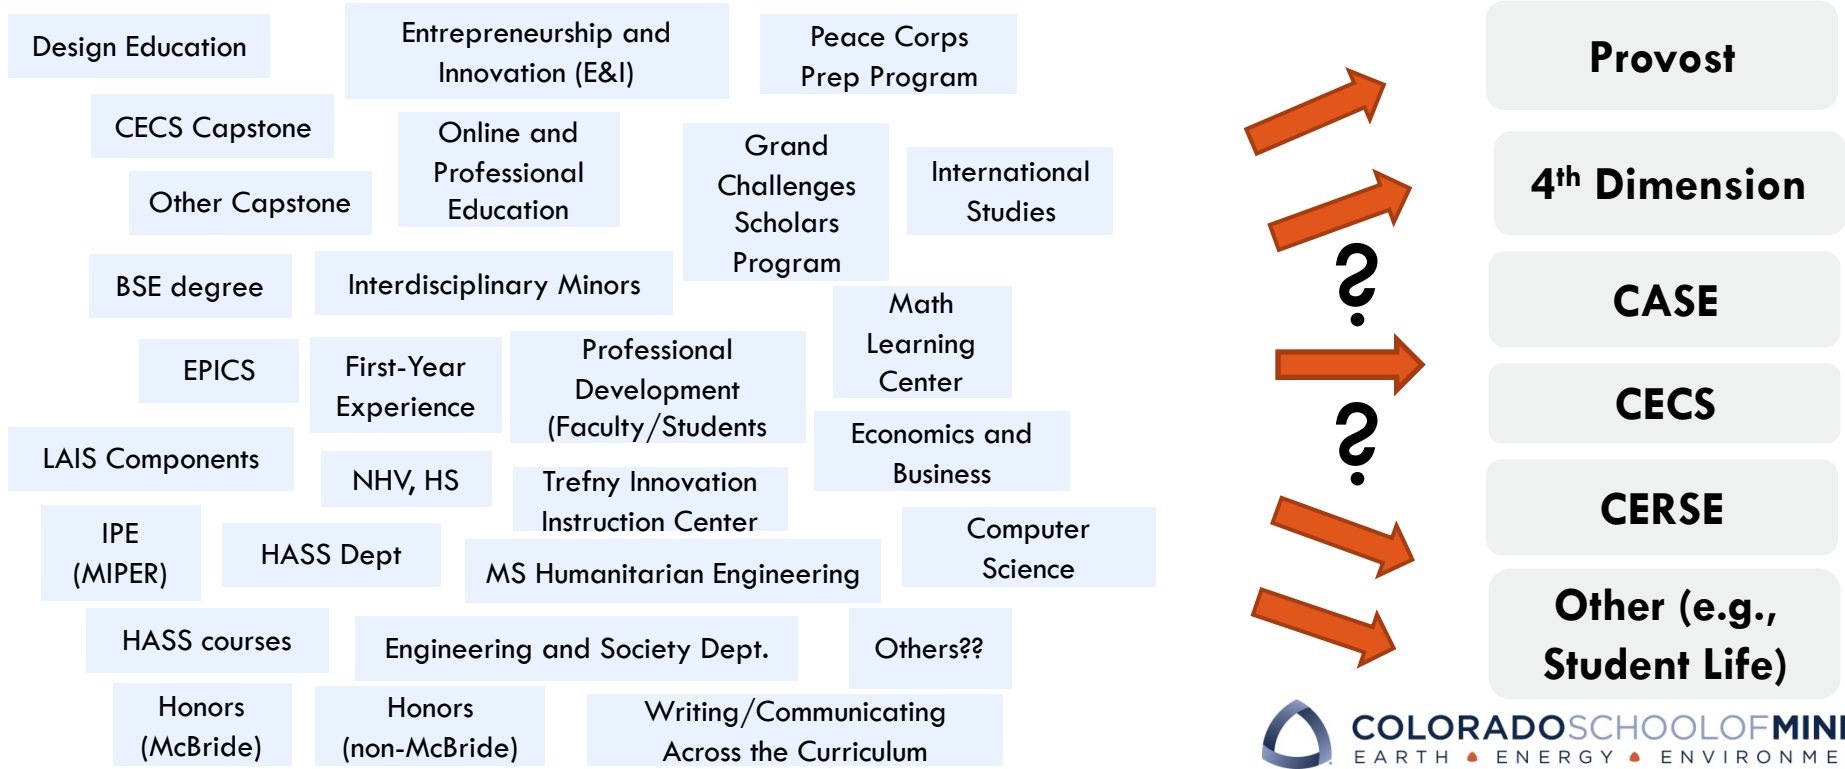 Design Education
Entrepreneurship and
Innovation (E&I)
Peace Corps
Prep Program
CECS Capstone
Online and
Professional
Education
Grand
Challenges
Scholars
Program
International
Studies
Other Capstone
BSE degree
Interdisciplinary Minors
Math
Learning
Center
EPICS
First-Year
Experience
Professional
Development
(Faculty/Students
Economics and
Business
LAIS Components
NHV, HS
Trefny Innovation
Instruction Center
Computer
Science
IPE
(MIPER)
HASS Dept
MS Humanitarian Engineering
HASS courses
Engineering and Society Dept.
Others??
Honors
(McBride)
Honors
(non-McBride)
Writing/Communicating
Across the Curriculum
?
?
Provost
4th Dimension
CASE
CECS
CERSE
Other (e.g.,
Student Life)
COLORADOSCHOOLOFMINE
EARTH ENERGY ENVIRONME